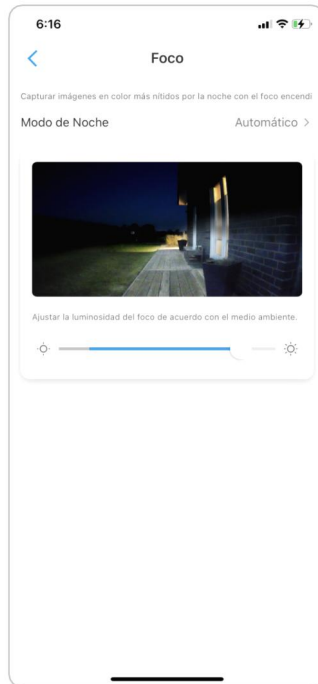 6:16
Foco
Capturar imágenes en color más nítidos por la noche con el foco encendi
Modo de Noche Automático >
Ajustar la luminosidad del foco de acuerdo con el medio ambiente.